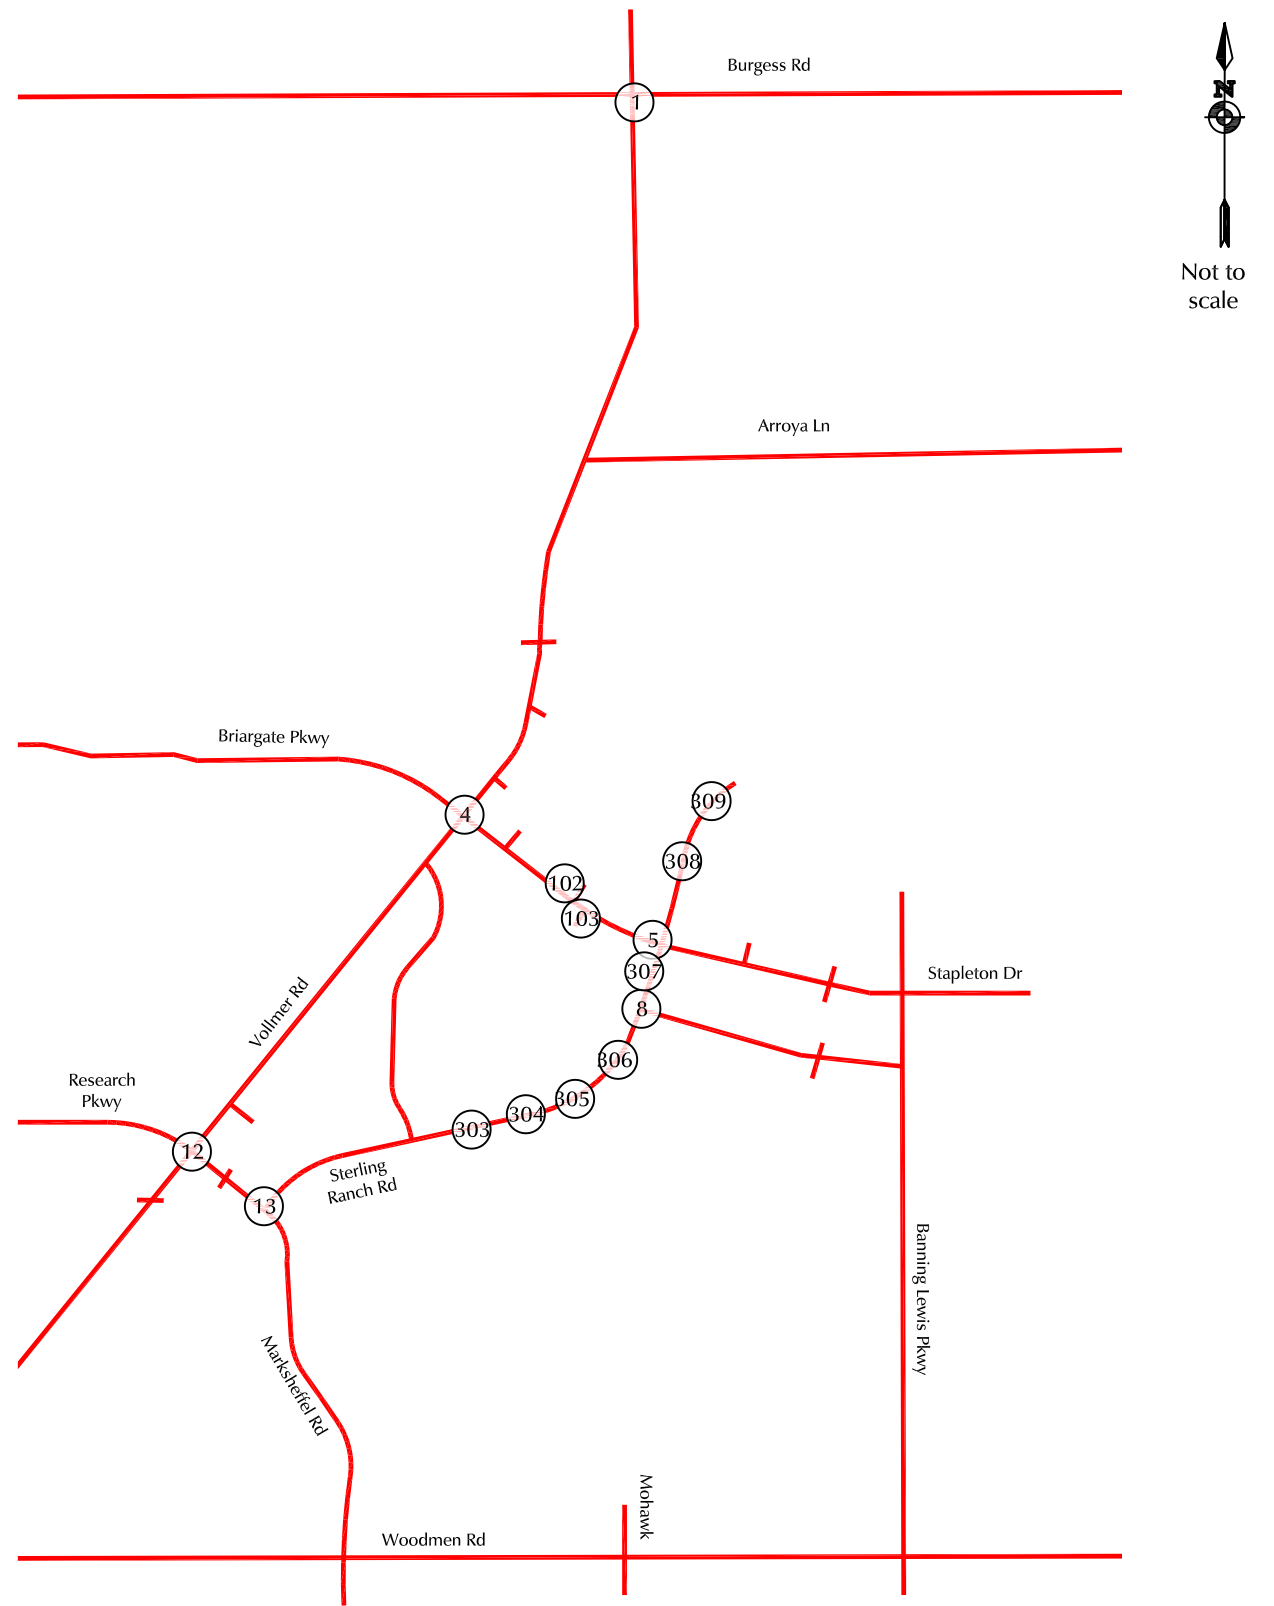 Burgess Rd
N
1
Not to
scale
Arroya Ln
Briargate Pkwy
309
4
308
102
103
5
307
Stapleton Dr
8
Vollmer Rd
306
Research
Pkwy
305
304
303
12
Sterling
Ranch Rd
13
Banning Lewis Pkwy
Marksheffel Rd
Mohawk
Woodmen Rd